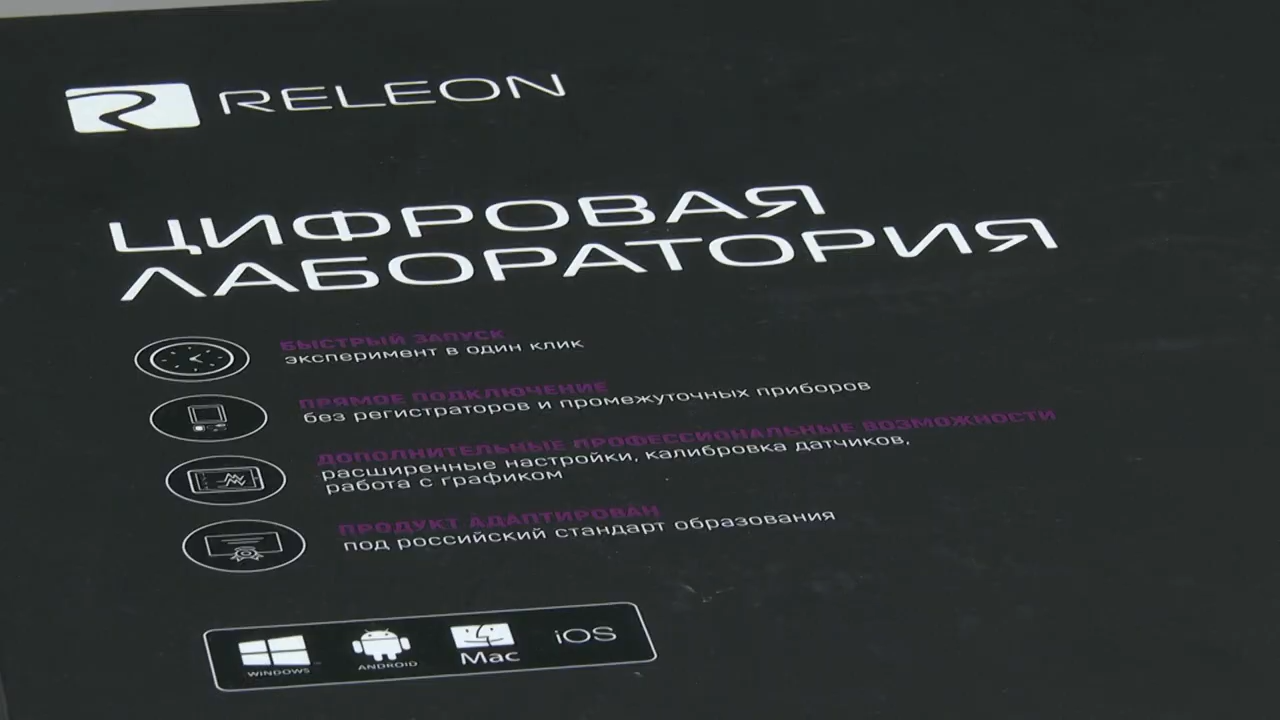 RELEON
ЦИФРОВАЯ
ЛАБОРАТОРИЯ
БЫСТРЫЙ ЗАПУСК
эксперимент в один клик
ПРЯМОЕ ПОДКЛЮЧЕНИЕ
без регистраторов и промежуточных приборов
ДОПОЛНИТЕЛЬНЫЕ ПРОФЕССИОНАЛЬНЫЕ ВОЗМОЖНОСТИ
расширенные настройки, калибровка датчиков,
работа с графиком
ПРОДУКТ АДАПТИРОВАН
под российский стандарт образования
WINDOWS ANDROID Mac iOS